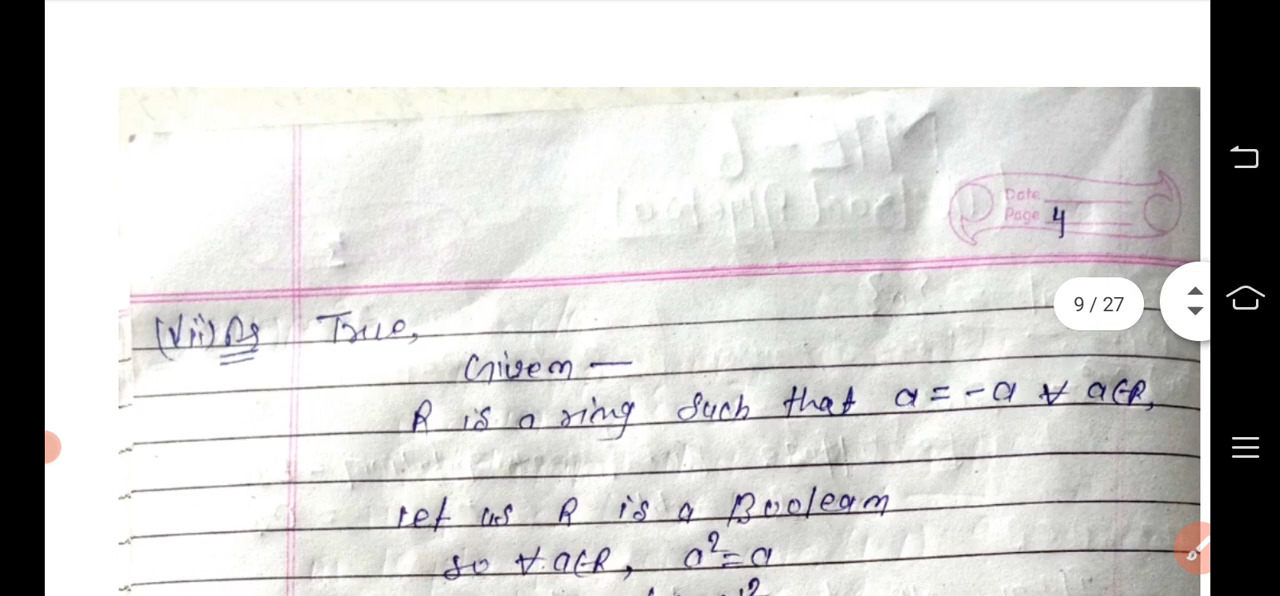 Date
Page 4
9 / 27
(Vii) Ans True,
Given —
R is a ring such that a = -a ∀ a∈R,
let us R is a Boolean
so ∀ a∈R, a² = a